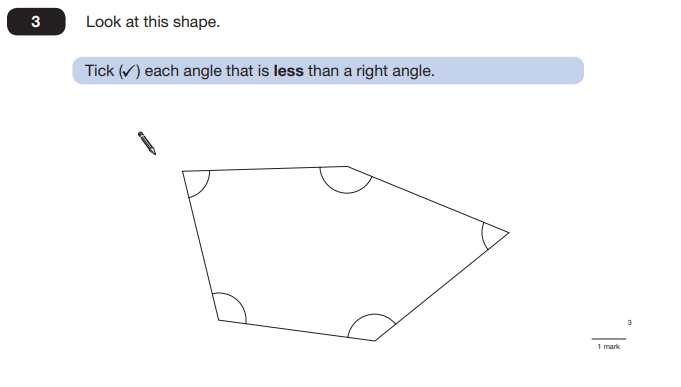 3 Look at this shape.
Tick (✓) each angle that is less than a right angle.
3
1 mark